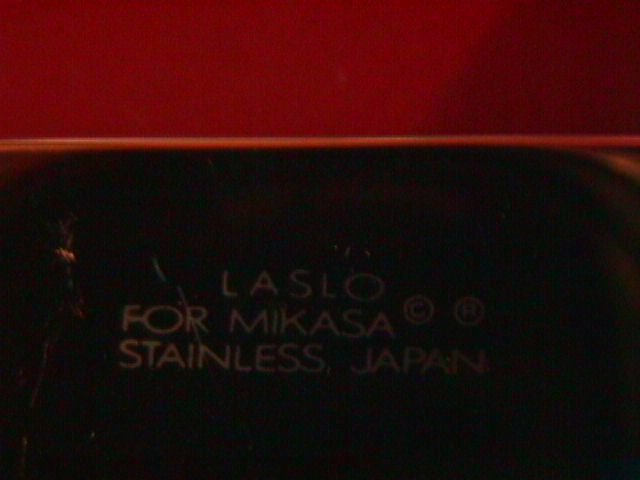 LASLO
FOR MIKASA © ®
STAINLESS, JAPAN